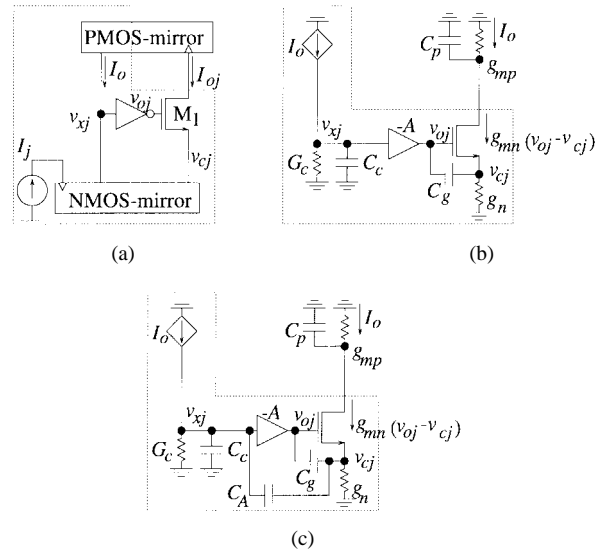 PMOS-mirror
I_o
I_oj
v_oj
M_1
v_xj
v_cj
I_j
NMOS-mirror
(a)
I_o
C_p
I_o
g_mp
v_xj
-A
v_oj
g_mn (v_oj-v_cj)
G_c
C_c
C_g
v_cj
g_n
(b)
I_o
C_p
I_o
g_mp
v_xj
-A
v_oj
g_mn (v_oj-v_cj)
G_c
C_c
C_g
v_cj
C_A
g_n
(c)